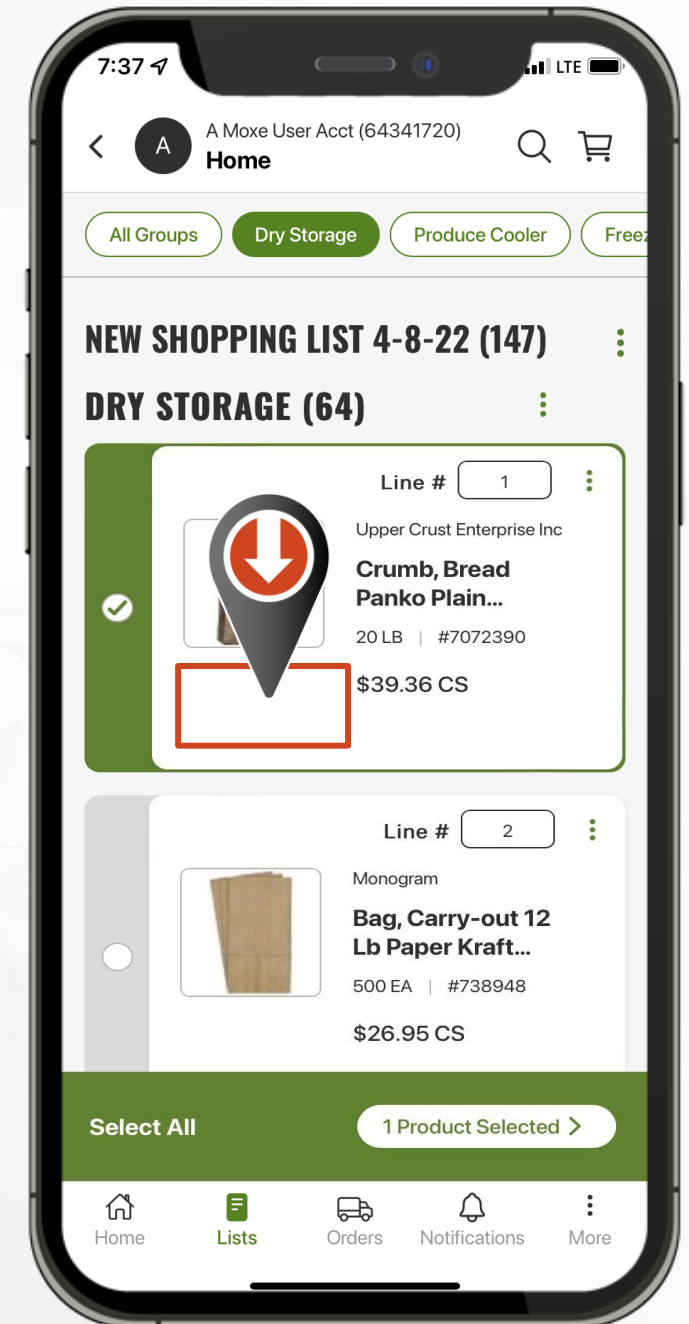 7:37
LTE
A
A Moxe User Acct (64341720)
Home
All Groups
Dry Storage
Produce Cooler
NEW SHOPPING LIST 4-8-22 (147)
DRY STORAGE (64)
Line # 1
Upper Crust Enterprise Inc
Crumb, Bread
Panko Plain...
20 LB | #7072390
$39.36 CS
Line # 2
Monogram
Bag, Carry-out 12
Lb Paper Kraft...
500 EA | #738948
$26.95 CS
Select All
1 Product Selected >
Home
Lists
Orders
Notifications
More